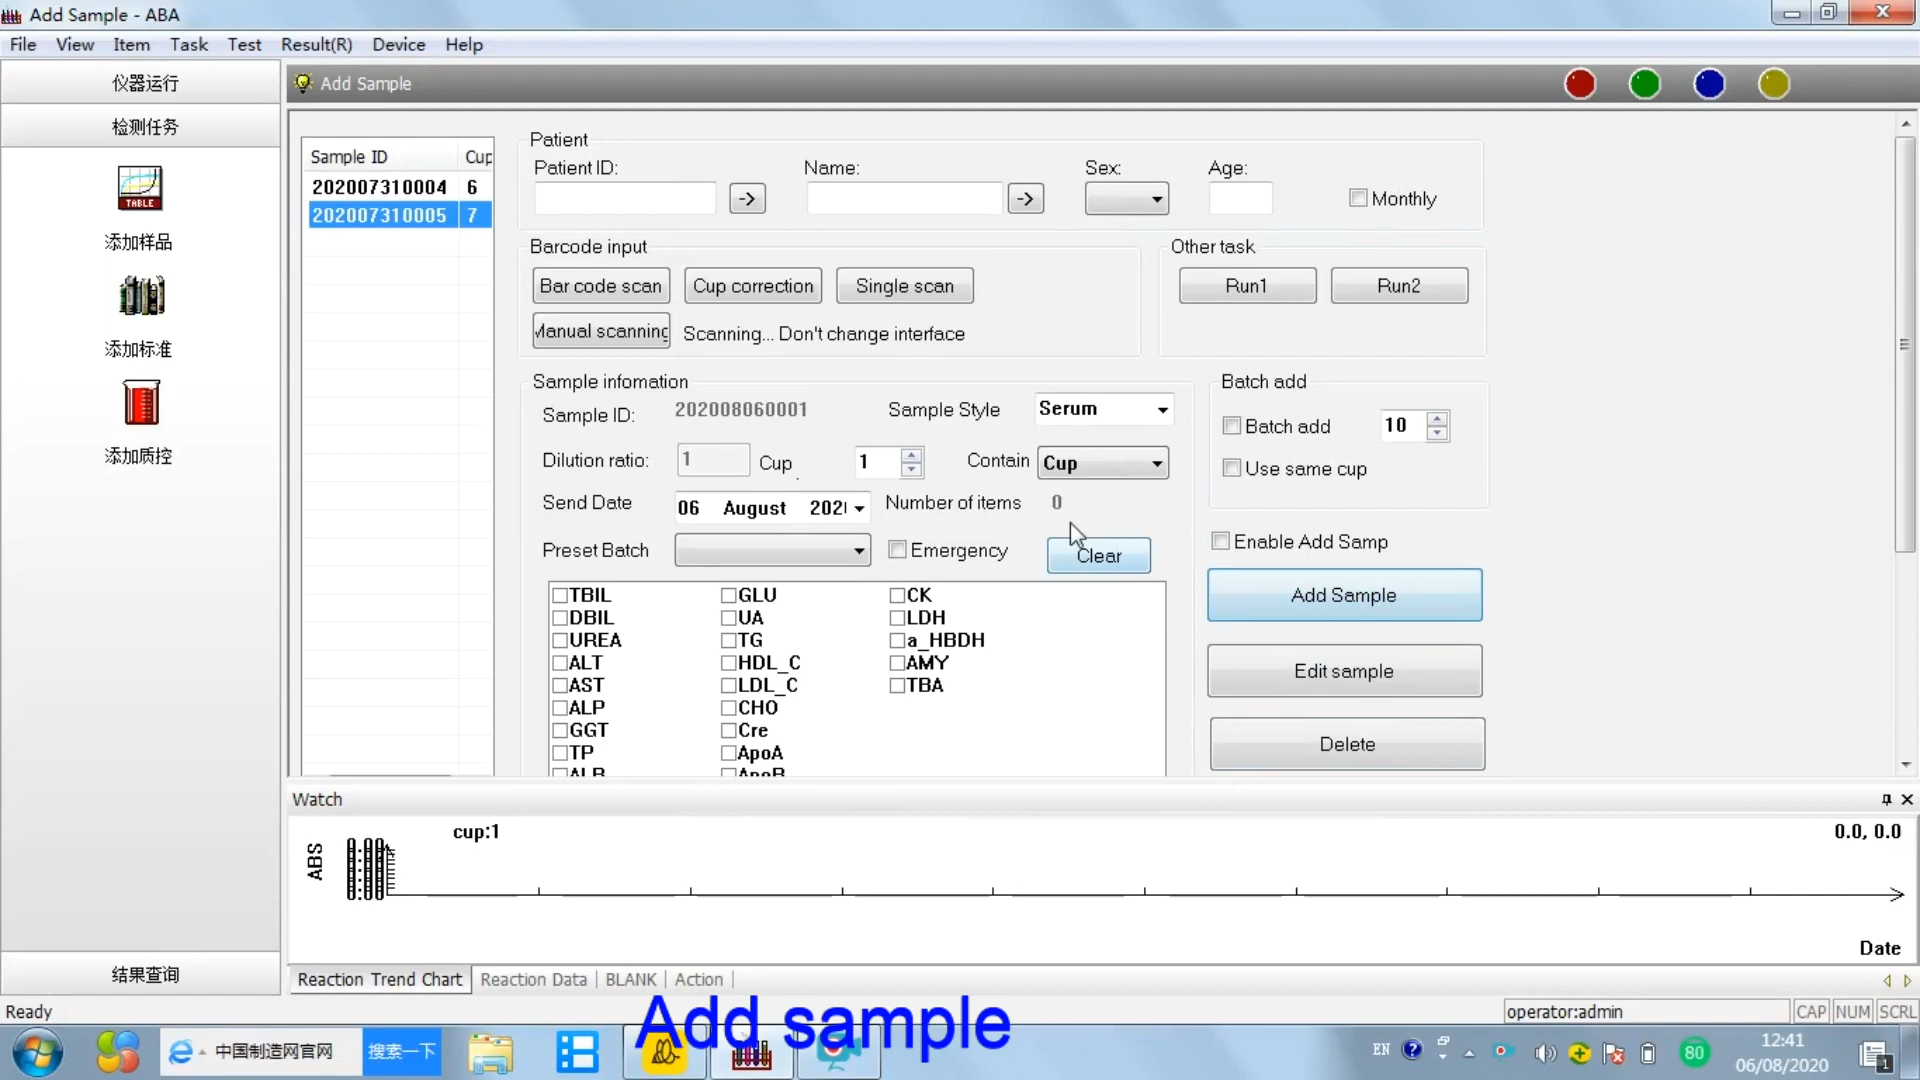 Add Sample - ABA
File View Item Task Test Result(R) Device Help
仪器运行
Add Sample
检测任务
添加样品
添加标准
添加质控
结果查询
Sample ID Cup
202007310004 6
202007310005 7
Patient
Patient ID: Name: Sex: Age:
-> -> Monthly
Barcode input
Bar code scan Cup correction Single scan
Manual scanning Scanning... Don't change interface
Other task
Run1 Run2
Sample infomation
Sample ID: 202008060001 Sample Style Serum
Dilution ratio: 1 Cup 1 Contain Cup
Send Date 06 August 202 Number of items 0
Preset Batch Emergency Clear
TBIL GLU CK
DBIL UA LDH
UREA TG a_HBDH
ALT HDL_C AMY
AST LDL_C TBA
ALP CHO
GGT Cre
TP ApoA
ALB ApoB
Batch add
Batch add 10
Use same cup
Enable Add Samp
Add Sample
Edit sample
Delete
Watch
cup:1 0.0, 0.0
ABS
0.00
Date
Reaction Trend Chart Reaction Data BLANK Action
Add sample
Ready operator:admin CAP NUM SCRL
中国制造网官网 搜索一下
EN 80
12:41
06/08/2020
1
TABLE